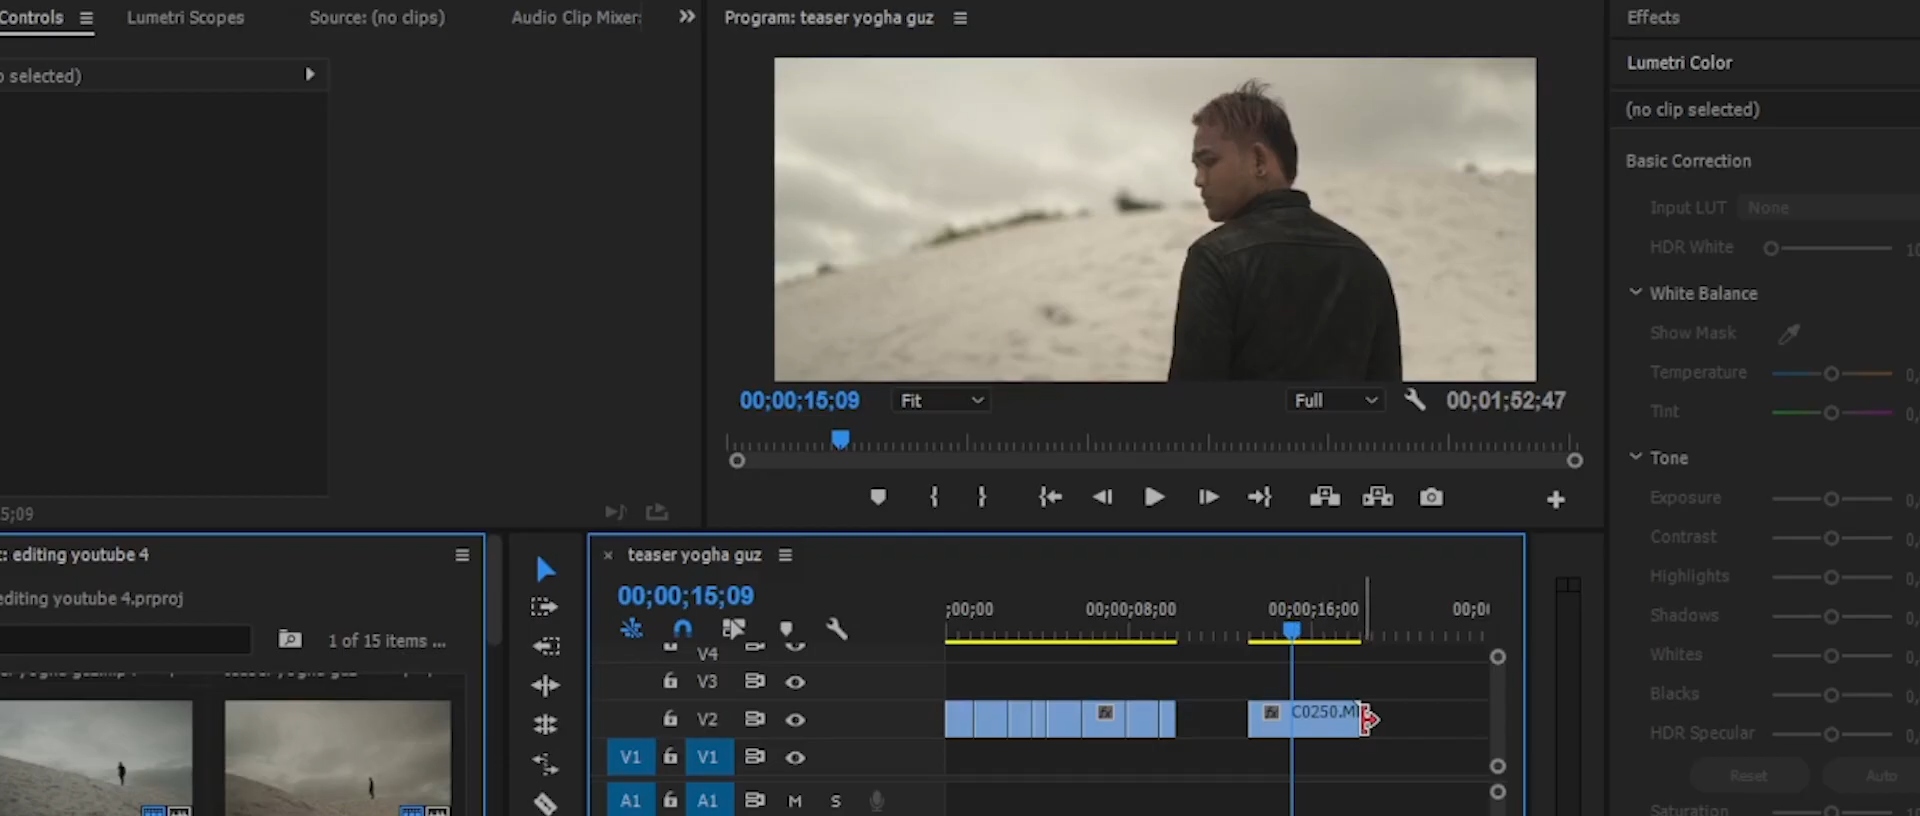 Controls
Lumetri Scopes
Source: (no clips)
Audio Clip Mixer:
Program: teaser yogha guz
Effects
selected)
Lumetri Color
(no clip selected)
Basic Correction
Input LUT None
HDR White
White Balance
Show Mask
Temperature
Tint
00;00;15;09 Fit Full 00;01;52;47
Tone
Exposure
Contrast
Highlights
Shadows
Whites
Blacks
HDR Specular
Reset Auto
Saturation
5;09
: editing youtube 4
editing youtube 4.prproj
1 of 15 items ...
teaser yogha guz
00;00;15;09
;00;00 00;00;08;00 00;00;16;00 00;0
V4
V3
V2
fx
fx C0250.M
V1 V1
A1 A1 M S